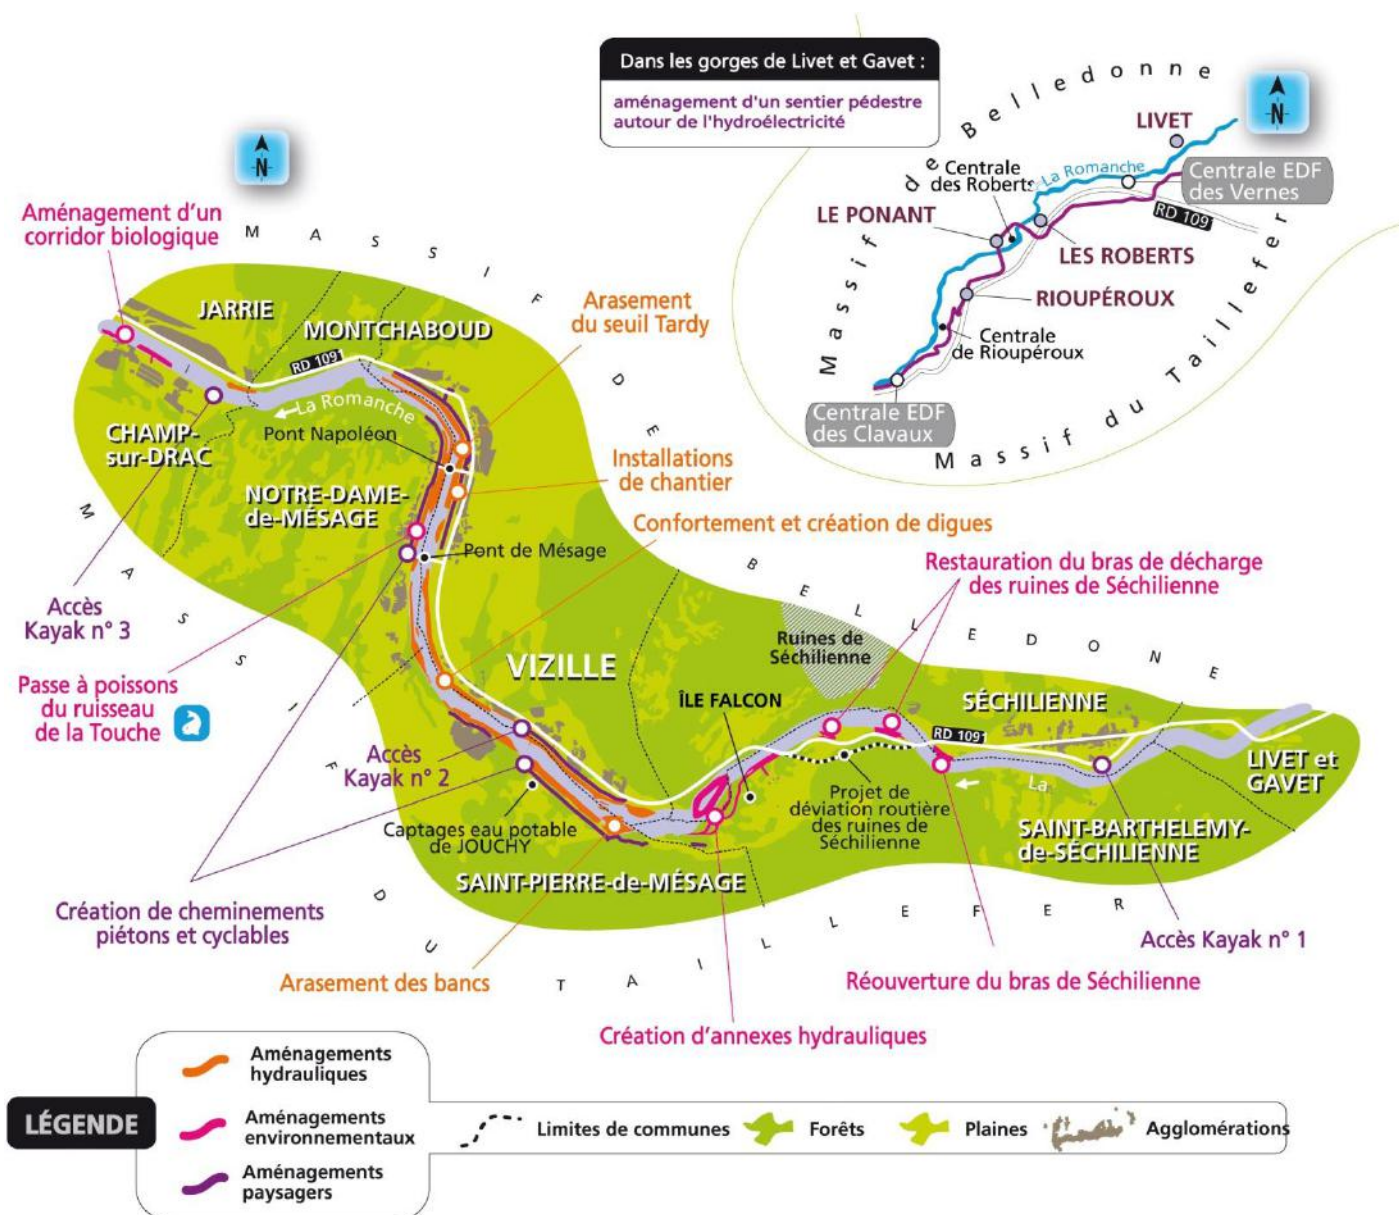 Dans les gorges de Livet et Gavet :
aménagement d'un sentier pédestre
autour de l'hydroélectricité
Massif de Belledonne
N
LIVET
Centrale
des Roberts
La Romanche
Centrale EDF
des Vernes
RD 1091
LE PONANT
LES ROBERTS
RIOUPÉROUX
Centrale
de Rioupéroux
Centrale EDF
des Clavaux
Massif du Taillefer
N
Aménagement d'un
corridor biologique
MASSIF DE BELLEDONE
JARRIE
MONTCHABOUD
Arasement
du seuil Tardy
RD 1091
La Romanche
CHAMP-
sur-DRAC
Pont Napoléon
Installations
de chantier
NOTRE-DAME-
de-MÉSAGE
Confortement et création de digues
Pont de Mésage
Restauration du bras de décharge
des ruines de Séchilienne
Accès
Kayak n° 3
Ruines de
Séchilienne
VIZILLE
Passe à poissons
du ruisseau
de la Touche
ÎLE FALCON
SÉCHILIENNE
RD 1091
Accès
Kayak n° 2
LIVET et
GAVET
Projet de
déviation routière
des ruines de
Séchilienne
La
Captages eau potable
de JOUCHY
SAINT-BARTHELEMY-
de-SÉCHILIENNE
SAINT-PIERRE-de-MÉSAGE
MASSIF DU TAILLEFER
Création de cheminements
piétons et cyclables
Accès Kayak n° 1
Arasement des bancs
Réouverture du bras de Séchilienne
Création d'annexes hydrauliques
LÉGENDE
Aménagements
hydrauliques
Aménagements
environnementaux
Aménagements
paysagers
Limites de communes
Forêts
Plaines
Agglomérations